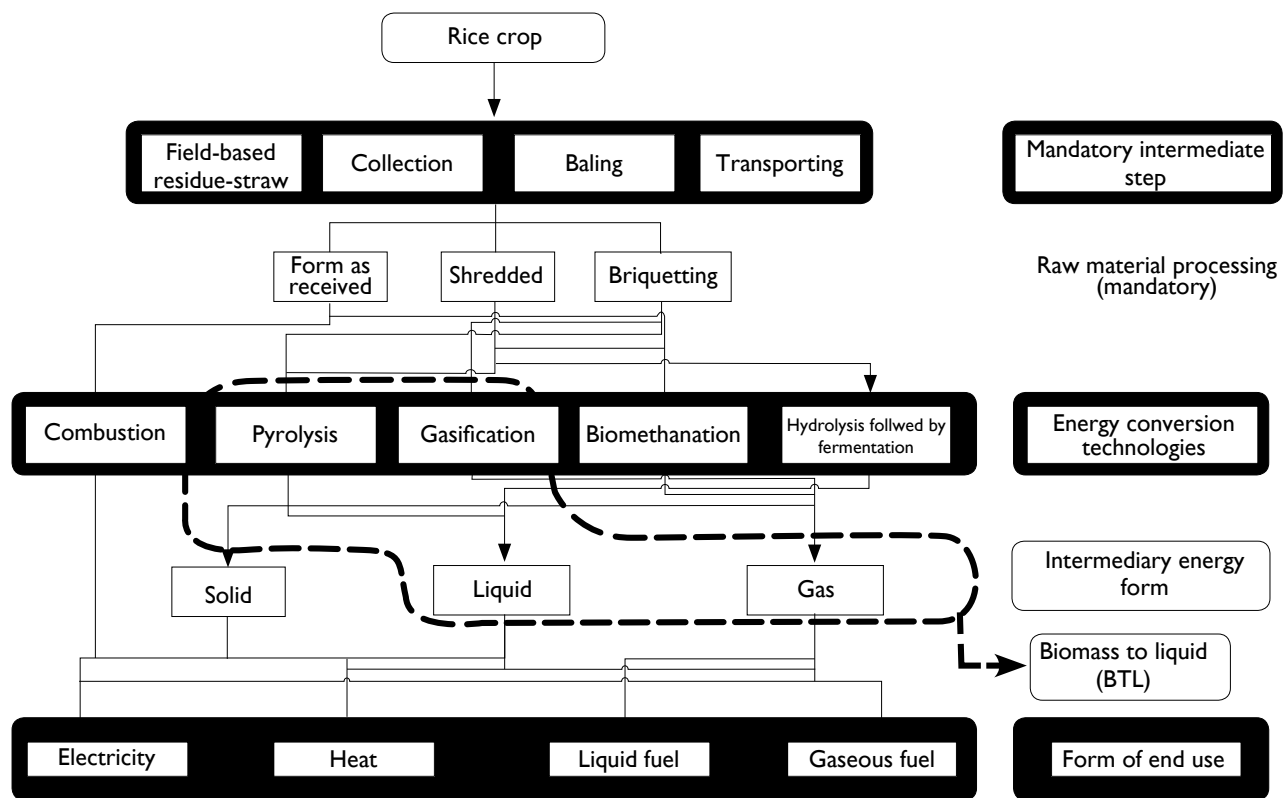 Rice crop
Field-based
residue-straw
Collection
Baling
Transporting
Mandatory intermediate
step
Form as
received
Shredded
Briquetting
Raw material processing
(mandatory)
Combustion
Pyrolysis
Gasification
Biomethanation
Hydrolysis follwed by
fermentation
Energy conversion
technologies
Solid
Liquid
Gas
Intermediary energy
form
Biomass to liquid
(BTL)
Electricity
Heat
Liquid fuel
Gaseous fuel
Form of end use